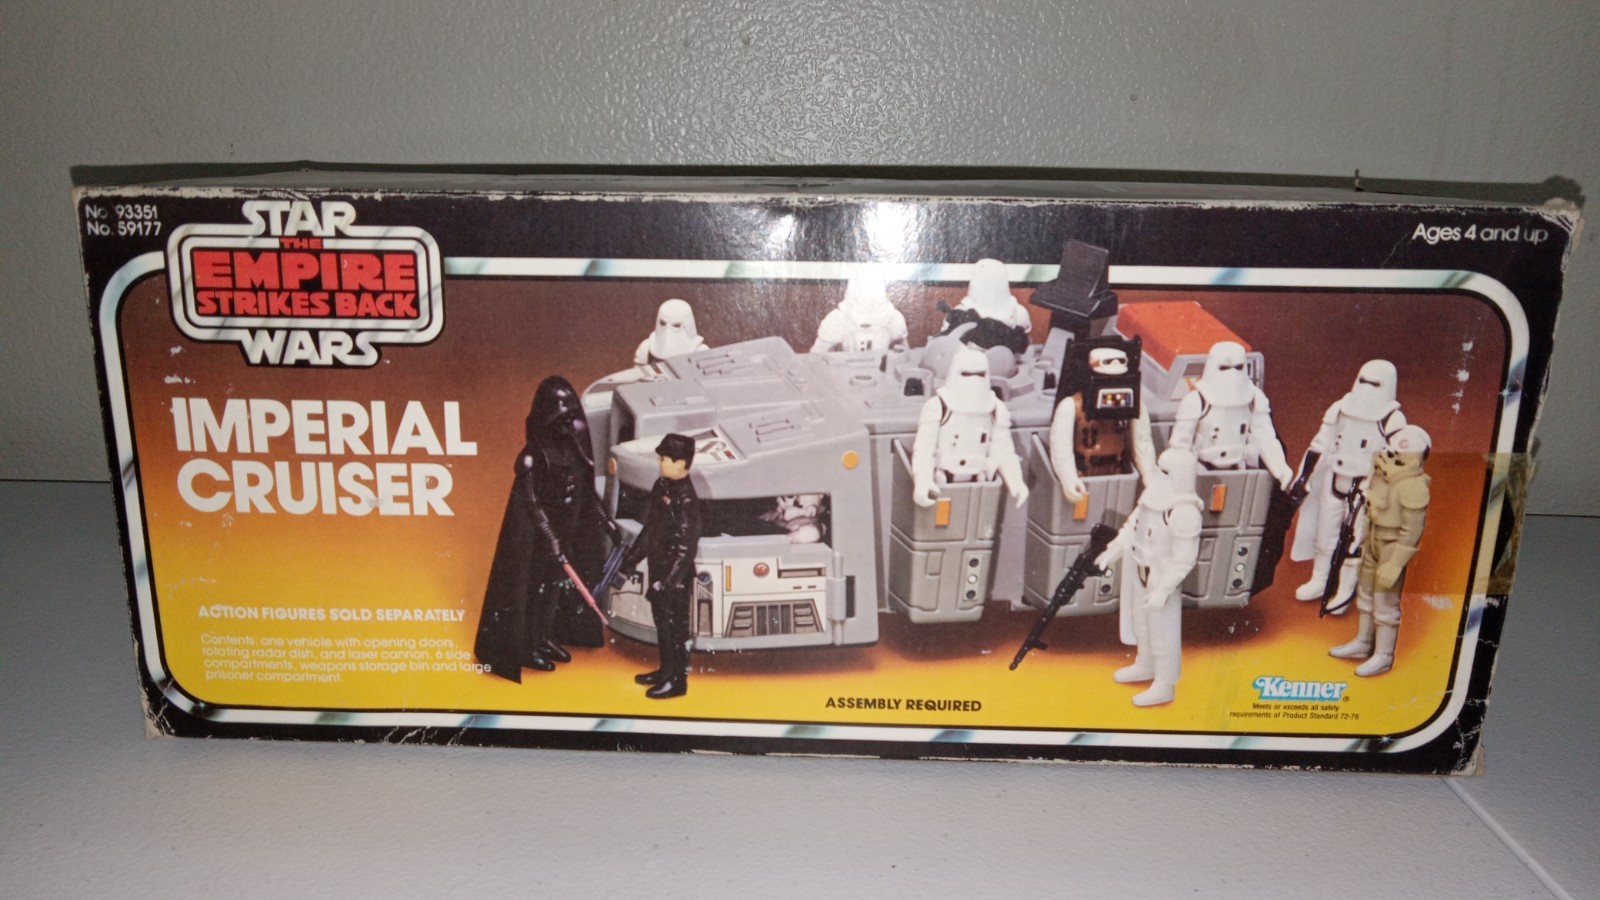 No. 93351
No. 59177
STAR
THE
EMPIRE
STRIKES BACK
WARS
Ages 4 and up
IMPERIAL
CRUISER
ACTION FIGURES SOLD SEPARATELY
Contents: one vehicle with opening doors,
rotating radar dish, and laser cannon, 6 side
compartments, weapons storage bin and large
prisoner compartment.
ASSEMBLY REQUIRED
Kenner®
Meets or exceeds all safety
requirements of Product Standard 72-76